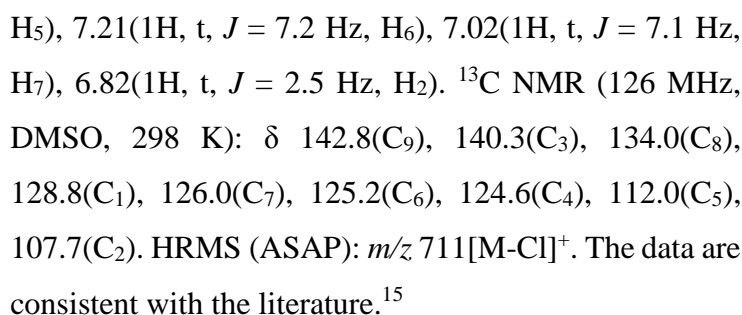 H₅), 7.21(1H, t, J = 7.2 Hz, H₆), 7.02(1H, t, J = 7.1 Hz,
H₇), 6.82(1H, t, J = 2.5 Hz, H₂). ¹³C NMR (126 MHz,
DMSO, 298 K): δ 142.8(C₉), 140.3(C₃), 134.0(C₈),
128.8(C₁), 126.0(C₇), 125.2(C₆), 124.6(C₄), 112.0(C₅),
107.7(C₂). HRMS (ASAP): m/z 711[M-Cl]⁺. The data are
consistent with the literature.¹⁵